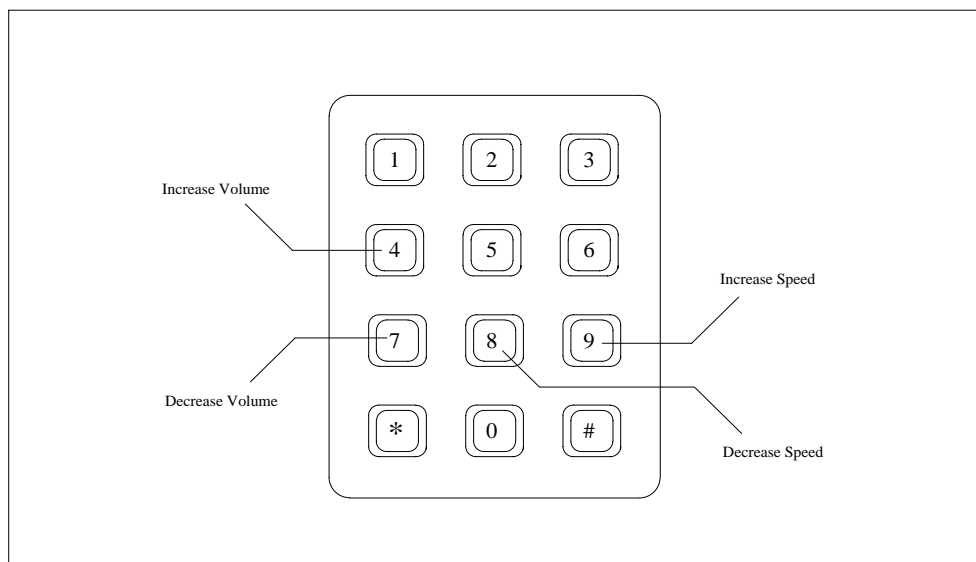 1 2 3
Increase Volume
4 5 6
Increase Speed
7 8 9
Decrease Volume
* 0 #
Decrease Speed